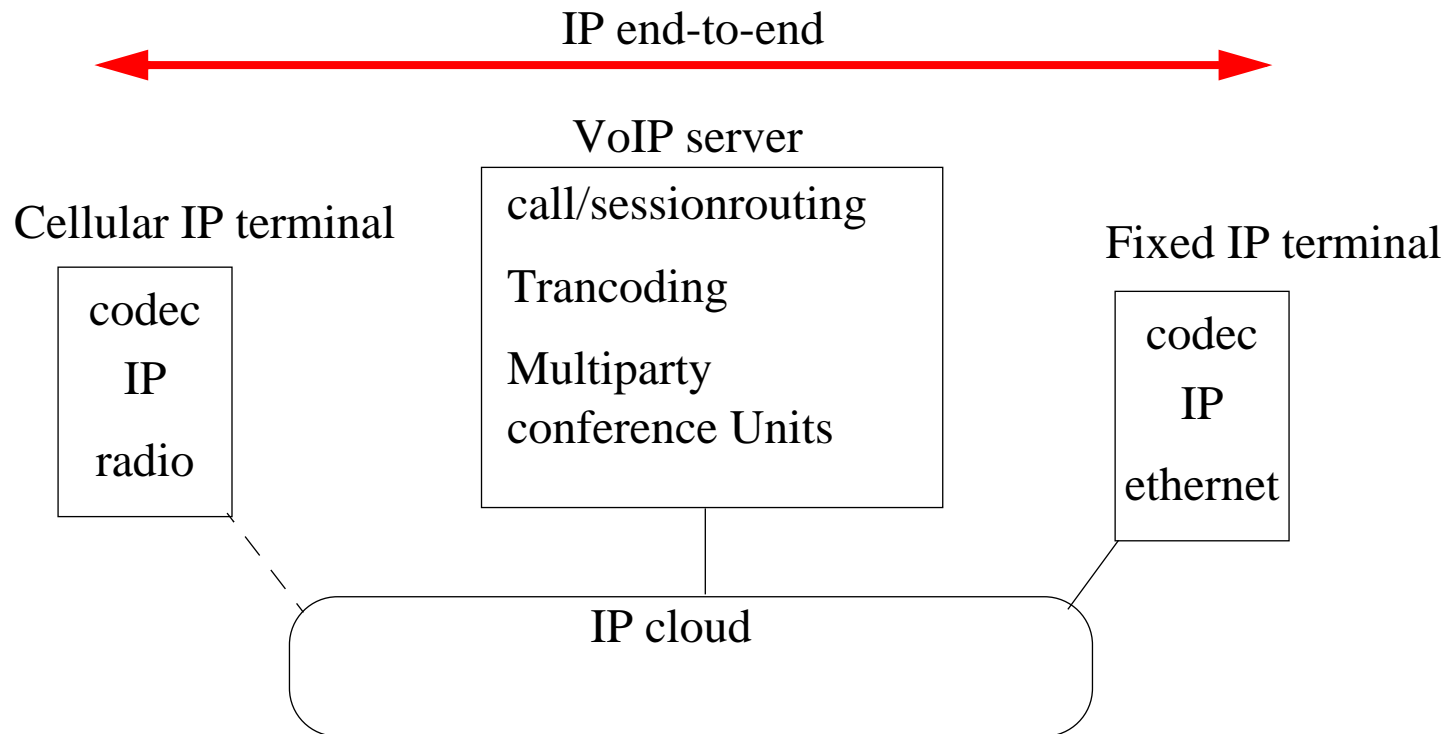 IP end-to-end
VoIP server
call/sessionrouting
Trancoding
Multiparty
conference Units
Cellular IP terminal
codec
IP
radio
Fixed IP terminal
codec
IP
ethernet
IP cloud